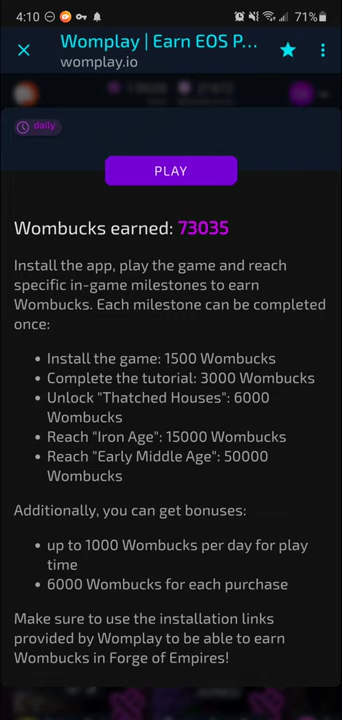 4:10
71%
Womplay | Earn EOS P...
womplay.io
daily
PLAY
Wombucks earned: 73035
Install the app, play the game and reach
specific in-game milestones to earn
Wombucks. Each milestone can be completed
once:
• Install the game: 1500 Wombucks
• Complete the tutorial: 3000 Wombucks
• Unlock "Thatched Houses": 6000
Wombucks
• Reach "Iron Age": 15000 Wombucks
• Reach "Early Middle Age": 50000
Wombucks
Additionally, you can get bonuses:
• up to 1000 Wombucks per day for play
time
• 6000 Wombucks for each purchase
Make sure to use the installation links
provided by Womplay to be able to earn
Wombucks in Forge of Empires!